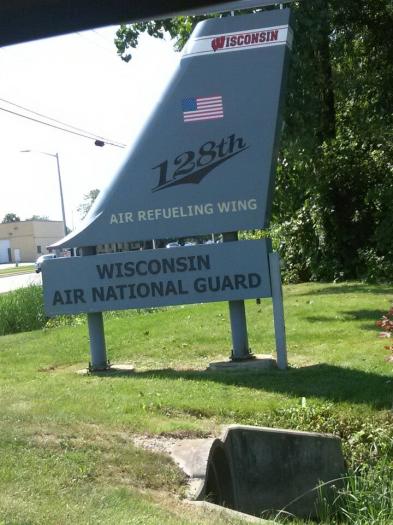 WISCONSIN
128th
AIR REFUELING WING
WISCONSIN
AIR NATIONAL GUARD